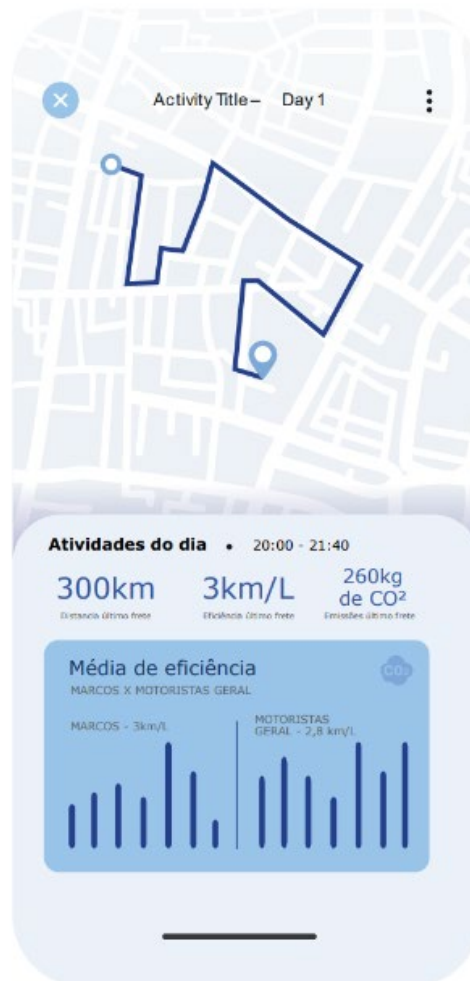 Activity Title – Day 1
Atividades do dia • 20:00 - 21:40
300km
3km/L
260kg
de CO²
Distancia último frete
Eficiência último frete
Emissões último frete
Média de eficiência
CO₂
MARCOS X MOTORISTAS GERAL
MARCOS - 3km/L
MOTORISTAS
GERAL - 2,8 km/L